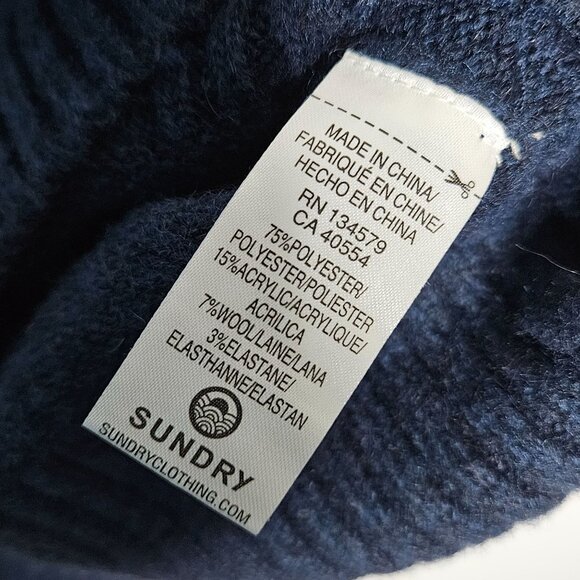 MADE IN CHINA/
FABRIQUÉ EN CHINE/
HECHO EN CHINA
RN 134579
CA 40554
75%POLYESTER/
POLYESTER/POLIESTER
15%ACRYLIC/ACRYLIQUE/
ACRILICA
7%WOOL/LAINE/LANA
3%ELASTANE/
ELASTHANNE/ELASTAN
SUNDRY
SUNDRYCLOTHING.COM